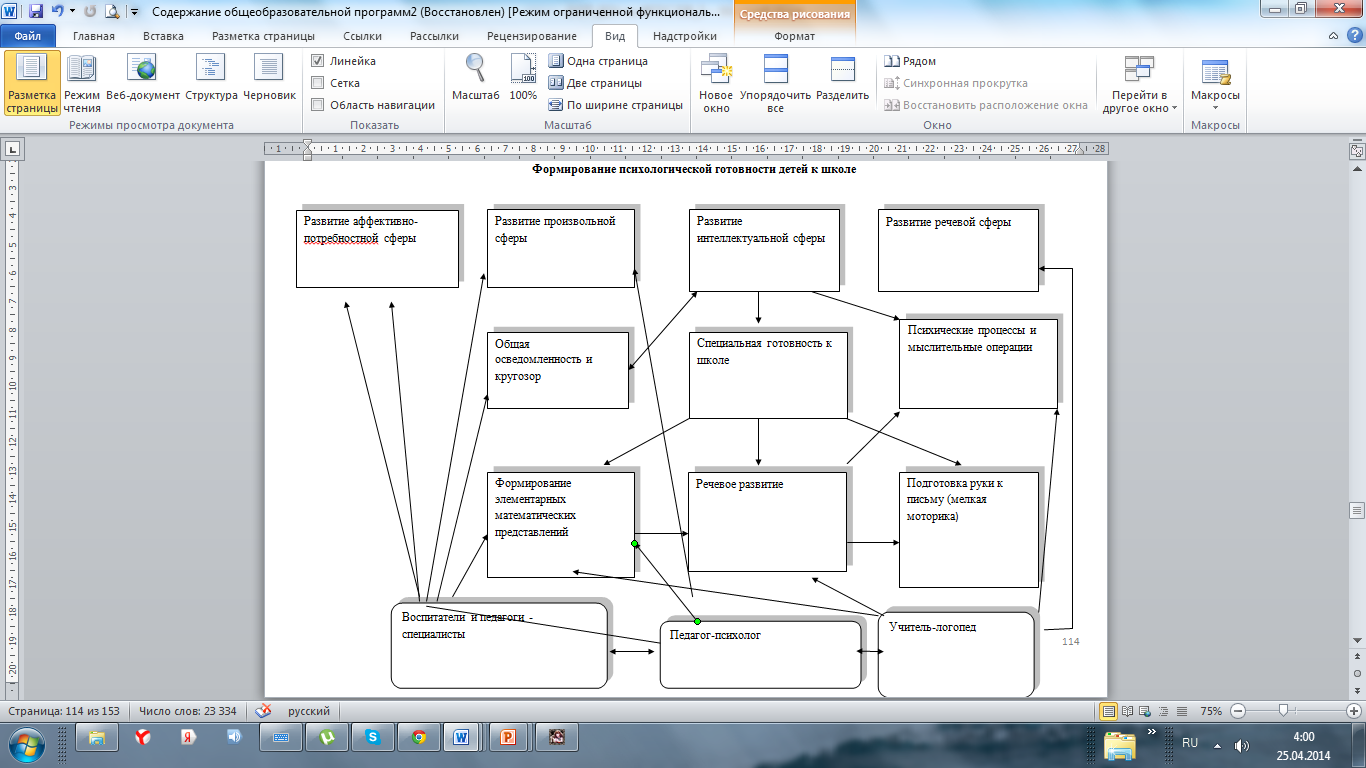 Содержание общеобразовательной программ2 (Восстановлен) [Режим ограниченной функциональ...
Средства рисования
Файл
Главная
Вставка
Разметка страницы
Ссылки
Рассылки
Рецензирование
Вид
Надстройки
Формат
Разметка страницы
Режим чтения
Веб-документ
Структура
Черновик
Режимы просмотра документа
Линейка
Сетка
Область навигации
Показать
Масштаб
100%
Одна страница
Две страницы
По ширине страницы
Масштаб
Новое окно
Упорядочить все
Разделить
Рядом
Синхронная прокрутка
Восстановить расположение окна
Перейти в другое окно
Окно
Макросы
Макросы
Формирование психологической готовности детей к школе
Развитие аффективно-
потребностной сферы
Развитие произвольной
сферы
Развитие
интеллектуальной сферы
Развитие речевой сферы
Общая
осведомленность и
кругозор
Специальная готовность к
школе
Психические процессы и
мыслительные операции
Формирование
элементарных
математических
представлений
Речевое развитие
Подготовка руки к
письму (мелкая
моторика)
Воспитатели и педагоги -
специалисты
Педагог-психолог
Учитель-логопед
114
Страница: 114 из 153
Число слов: 23 334
русский
75%
RU
4:00
25.04.2014